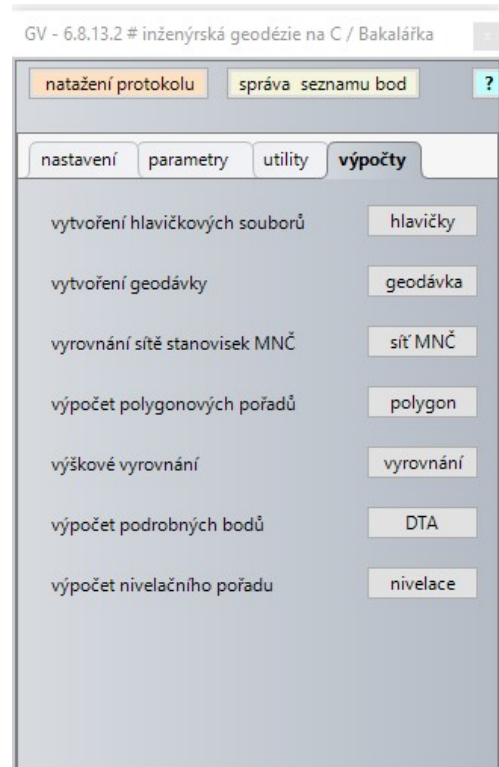 GV - 6.8.13.2 # inženýrská geodézie na C / Bakalářka x
natažení protokolu správa seznamu bod ?
nastavení parametry utility výpočty
vytvoření hlavičkových souborů hlavičky
vytvoření geodávky geodávka
vyrovnání sítě stanovisek MNČ síť MNČ
výpočet polygonových pořadů polygon
výškové vyrovnání vyrovnání
výpočet podrobných bodů DTA
výpočet nivelačního pořadu nivelace